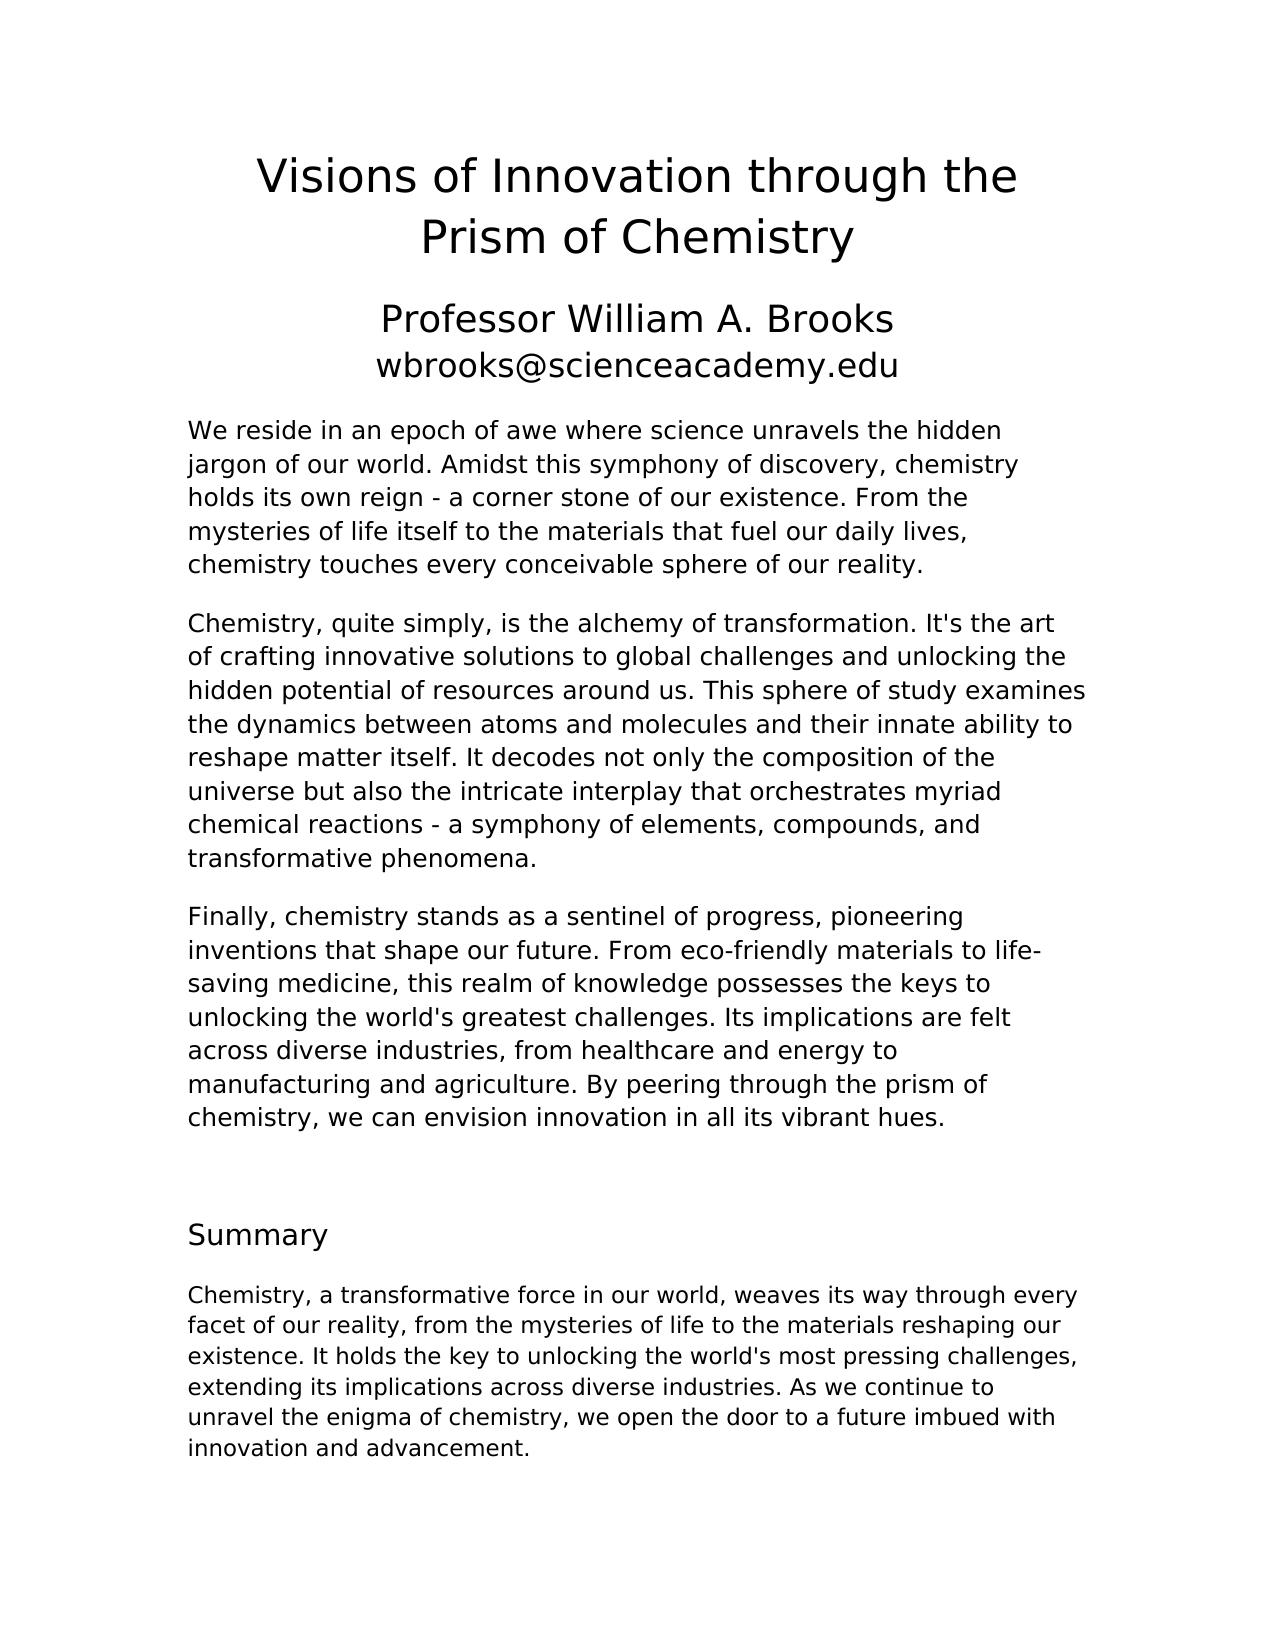 Visions of Innovation through the
Prism of Chemistry
Professor William A. Brooks
wbrooks@scienceacademy.edu
We reside in an epoch of awe where science unravels the hidden
jargon of our world. Amidst this symphony of discovery, chemistry
holds its own reign - a corner stone of our existence. From the
mysteries of life itself to the materials that fuel our daily lives,
chemistry touches every conceivable sphere of our reality.
Chemistry, quite simply, is the alchemy of transformation. It's the art
of crafting innovative solutions to global challenges and unlocking the
hidden potential of resources around us. This sphere of study examines
the dynamics between atoms and molecules and their innate ability to
reshape matter itself. It decodes not only the composition of the
universe but also the intricate interplay that orchestrates myriad
chemical reactions - a symphony of elements, compounds, and
transformative phenomena.
Finally, chemistry stands as a sentinel of progress, pioneering
inventions that shape our future. From eco-friendly materials to life-
saving medicine, this realm of knowledge possesses the keys to
unlocking the world's greatest challenges. Its implications are felt
across diverse industries, from healthcare and energy to
manufacturing and agriculture. By peering through the prism of
chemistry, we can envision innovation in all its vibrant hues.
Summary
Chemistry, a transformative force in our world, weaves its way through every
facet of our reality, from the mysteries of life to the materials reshaping our
existence. It holds the key to unlocking the world's most pressing challenges,
extending its implications across diverse industries. As we continue to
unravel the enigma of chemistry, we open the door to a future imbued with
innovation and advancement.